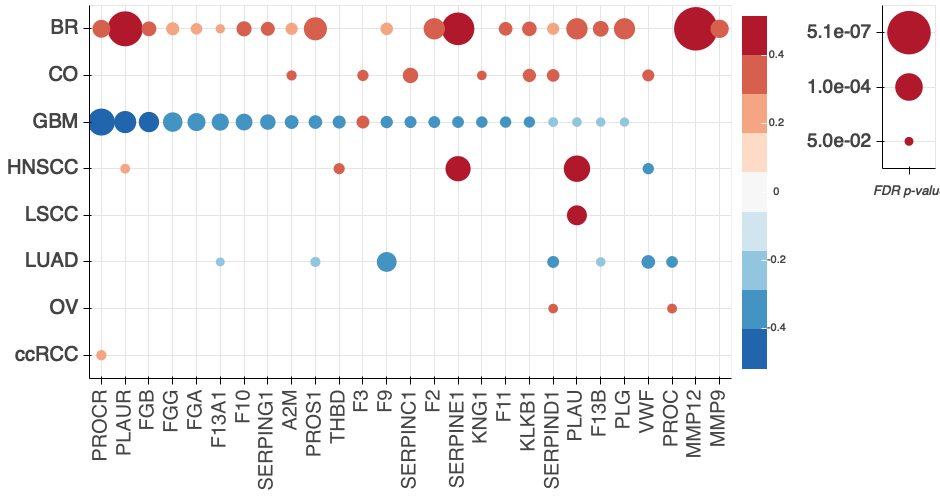 BR
CO
GBM
HNSCC
LSCC
LUAD
OV
ccRCC
PROCR
PLAUR
FGB
FGG
FGA
F13A1
F10
SERPING1
A2M
PROS1
THBD
F3
F9
SERPINC1
F2
SERPINE1
KNG1
F11
KLKB1
SERPIND1
PLAU
F13B
PLG
VWF
PROC
MMP12
MMP9
0.4
0.2
0
-0.2
-0.4
5.1e-07
1.0e-04
5.0e-02
FDR p-valu